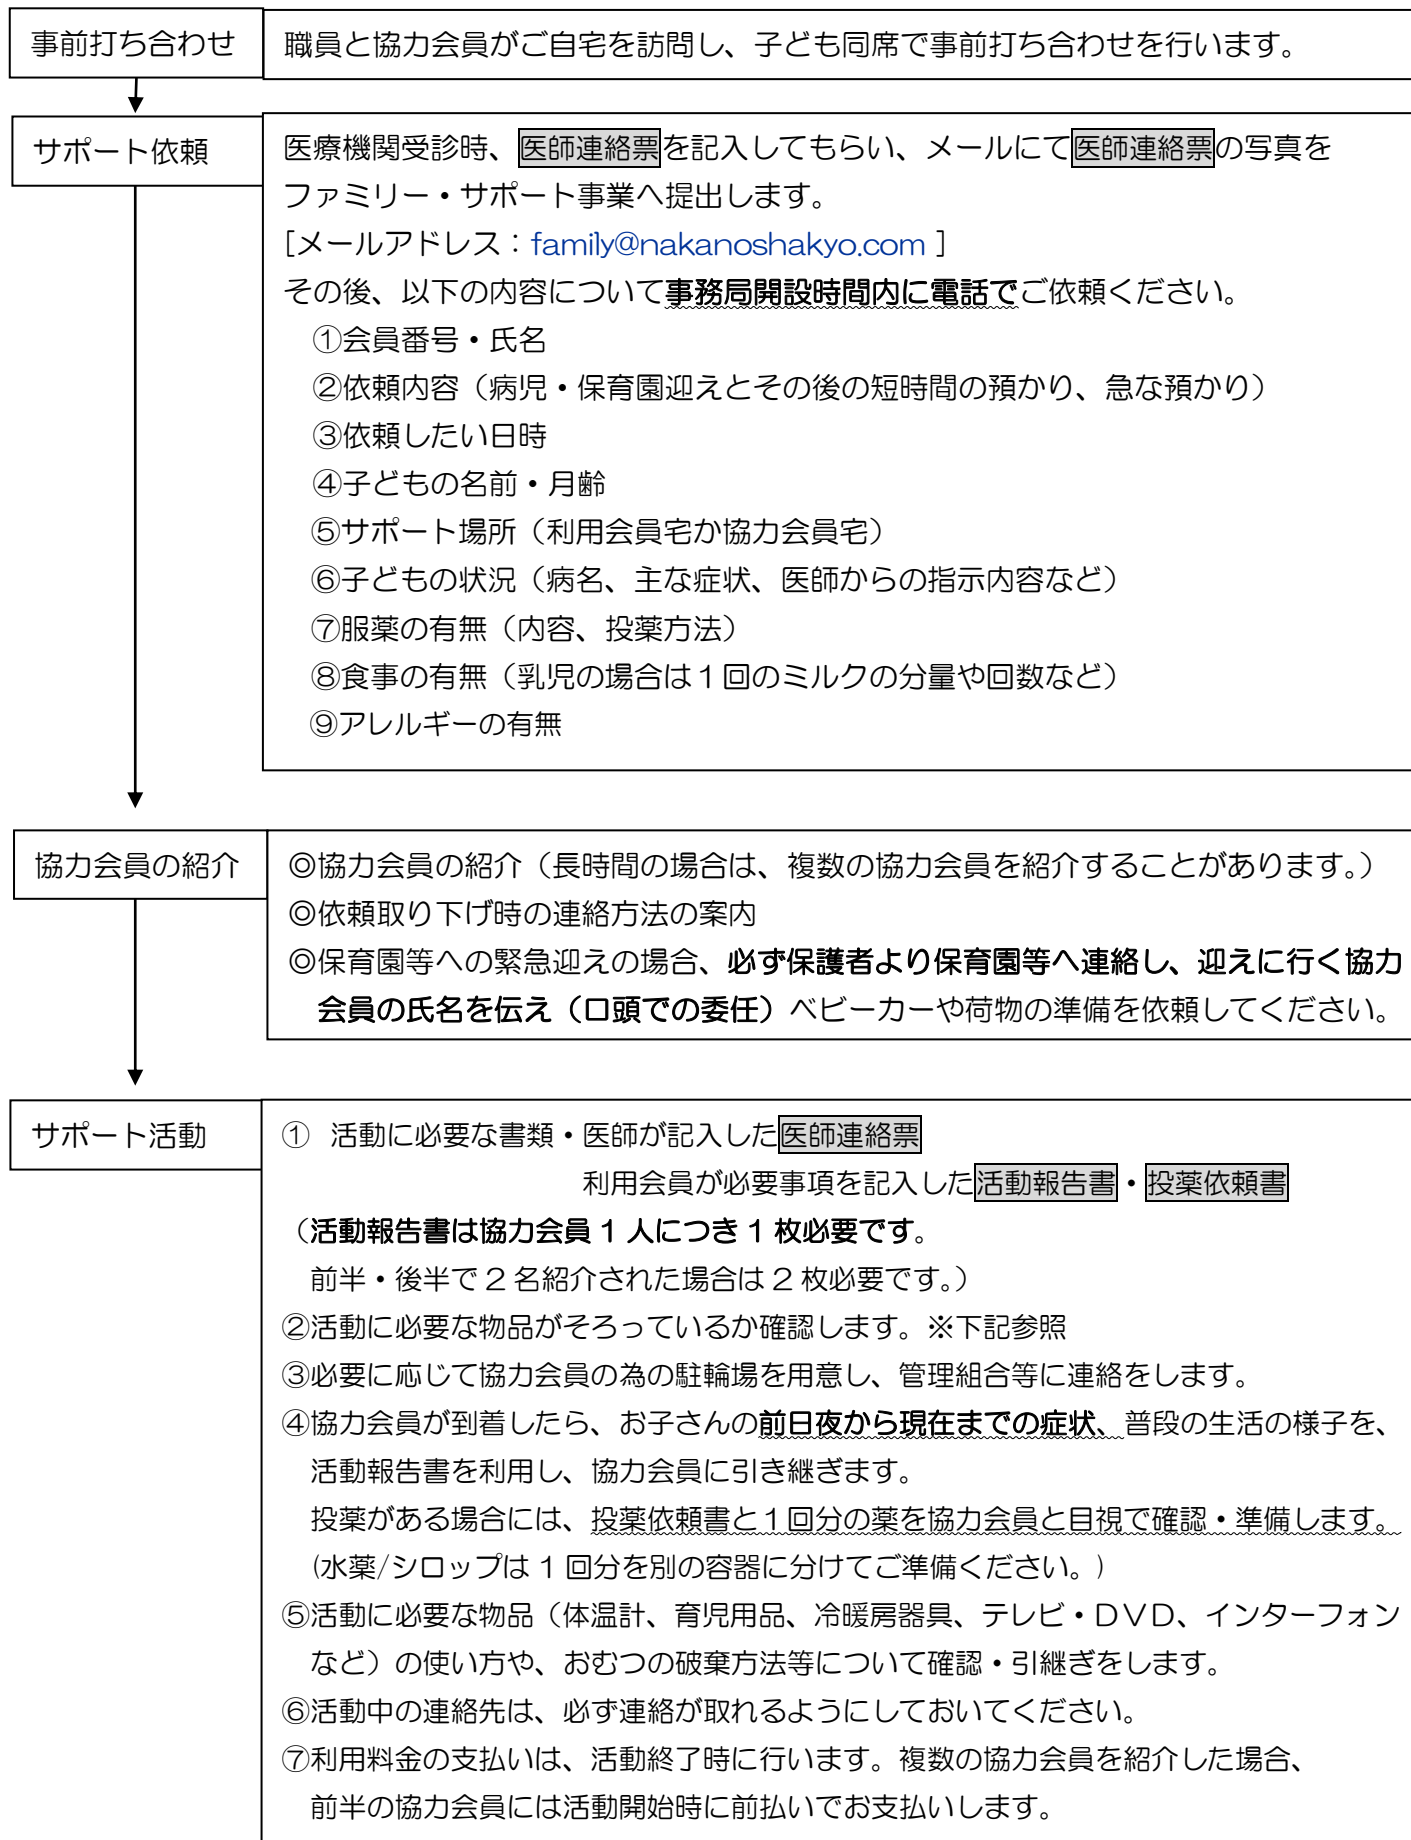 事前打ち合わせ
職員と協力会員がご自宅を訪問し、子ども同席で事前打ち合わせを行います。
サポート依頼
医療機関受診時、医師連絡票を記入してもらい、メールにて医師連絡票の写真を
ファミリー・サポート事業へ提出します。
[メールアドレス：family@nakanoshakyo.com ]
その後、以下の内容について事務局開設時間内に電話でご依頼ください。
①会員番号・氏名
②依頼内容（病児・保育園迎えとその後の短時間の預かり、急な預かり）
③依頼したい日時
④子どもの名前・月齢
⑤サポート場所（利用会員宅か協力会員宅）
⑥子どもの状況（病名、主な症状、医師からの指示内容など）
⑦服薬の有無（内容、投薬方法）
⑧食事の有無（乳児の場合は１回のミルクの分量や回数など）
⑨アレルギーの有無
協力会員の紹介
◎協力会員の紹介（長時間の場合は、複数の協力会員を紹介することがあります。）
◎依頼取り下げ時の連絡方法の案内
◎保育園等への緊急迎えの場合、必ず保護者より保育園等へ連絡し、迎えに行く協力
会員の氏名を伝え（口頭での委任）ベビーカーや荷物の準備を依頼してください。
サポート活動
① 活動に必要な書類・医師が記入した医師連絡票
利用会員が必要事項を記入した活動報告書・投薬依頼書
（活動報告書は協力会員 1 人につき 1 枚必要です。
前半・後半で 2 名紹介された場合は 2 枚必要です。）
②活動に必要な物品がそろっているか確認します。※下記参照
③必要に応じて協力会員の為の駐輪場を用意し、管理組合等に連絡をします。
④協力会員が到着したら、お子さんの前日夜から現在までの症状、普段の生活の様子を、
活動報告書を利用し、協力会員に引き継ぎます。
投薬がある場合には、投薬依頼書と１回分の薬を協力会員と目視で確認・準備します。
(水薬/シロップは 1 回分を別の容器に分けてご準備ください。)
⑤活動に必要な物品（体温計、育児用品、冷暖房器具、テレビ・ＤＶＤ、インターフォン
など）の使い方や、おむつの破棄方法等について確認・引継ぎをします。
⑥活動中の連絡先は、必ず連絡が取れるようにしておいてください。
⑦利用料金の支払いは、活動終了時に行います。複数の協力会員を紹介した場合、
前半の協力会員には活動開始時に前払いでお支払いします。